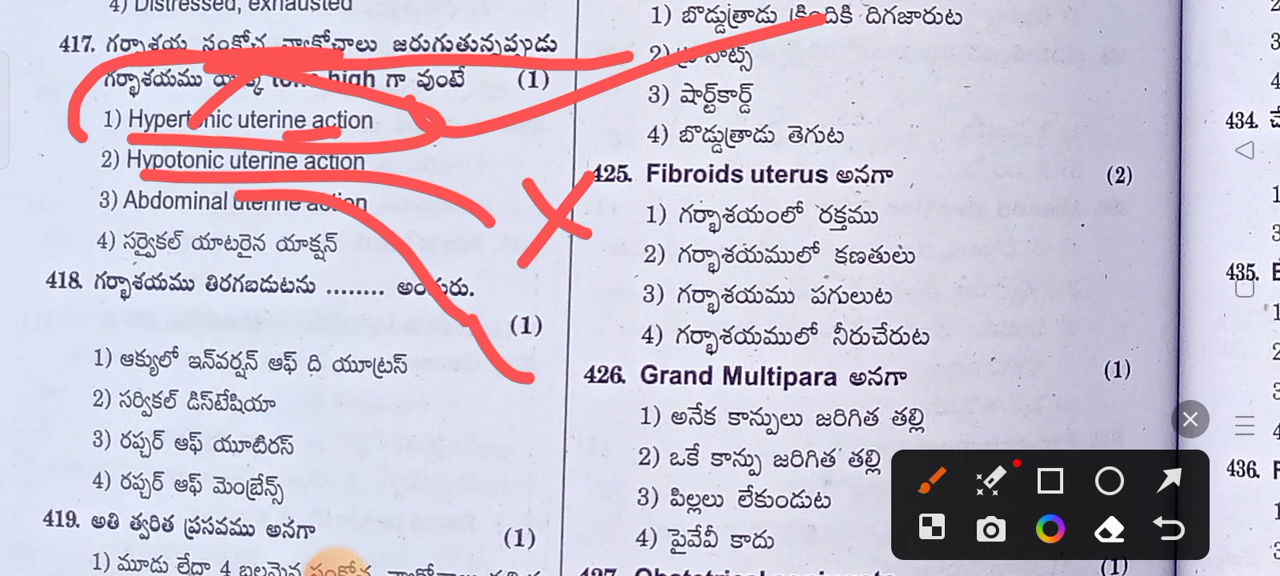 4) Distressed, exhausted
417. గర్భాశయ సంకోచ వ్యాకోచాలు జరుగుతున్నప్పుడు
గర్భాశయము యొక్క tone high గా వుంటే (1)
1) Hypertonic uterine action
2) Hypotonic uterine action
3) Abdominal uterine action
4) సర్వైకల్ యాటరైన యాక్షన్
418. గర్భాశయము తిరగబడుటను ........ అందురు.
(1)
1) ఆక్యులో ఇన్‌వర్షన్ ఆఫ్ ది యూట్రస్
2) సర్వికల్ డిస్‌టేషియా
3) రప్చర్ ఆఫ్ యూటిరస్
4) రప్చర్ ఆఫ్ మెంబ్రేన్స్
419. అతి త్వరిత ప్రసవము అనగా (1)
1) మూడు లేదా 4 బలమైన సంకోచ
1) బొడ్డుత్రాడు క్రిందికి దిగజారుట
3) షార్ట్‌కార్డ్
4) బొడ్డుత్రాడు తెగుట
425. Fibroids uterus అనగా (2)
1) గర్భాశయంలో రక్తము
2) గర్భాశయములో కణతులు
3) గర్భాశయము పగులుట
4) గర్భాశయములో నీరుచేరుట
426. Grand Multipara అనగా (1)
1) అనేక కాన్పులు జరిగిత తల్లి
2) ఒకే కాన్పు జరిగిత తల్లి
3) పిల్లలు లేకుండుట
4) పైవేవీ కాదు
(1)
434.
435.
436.